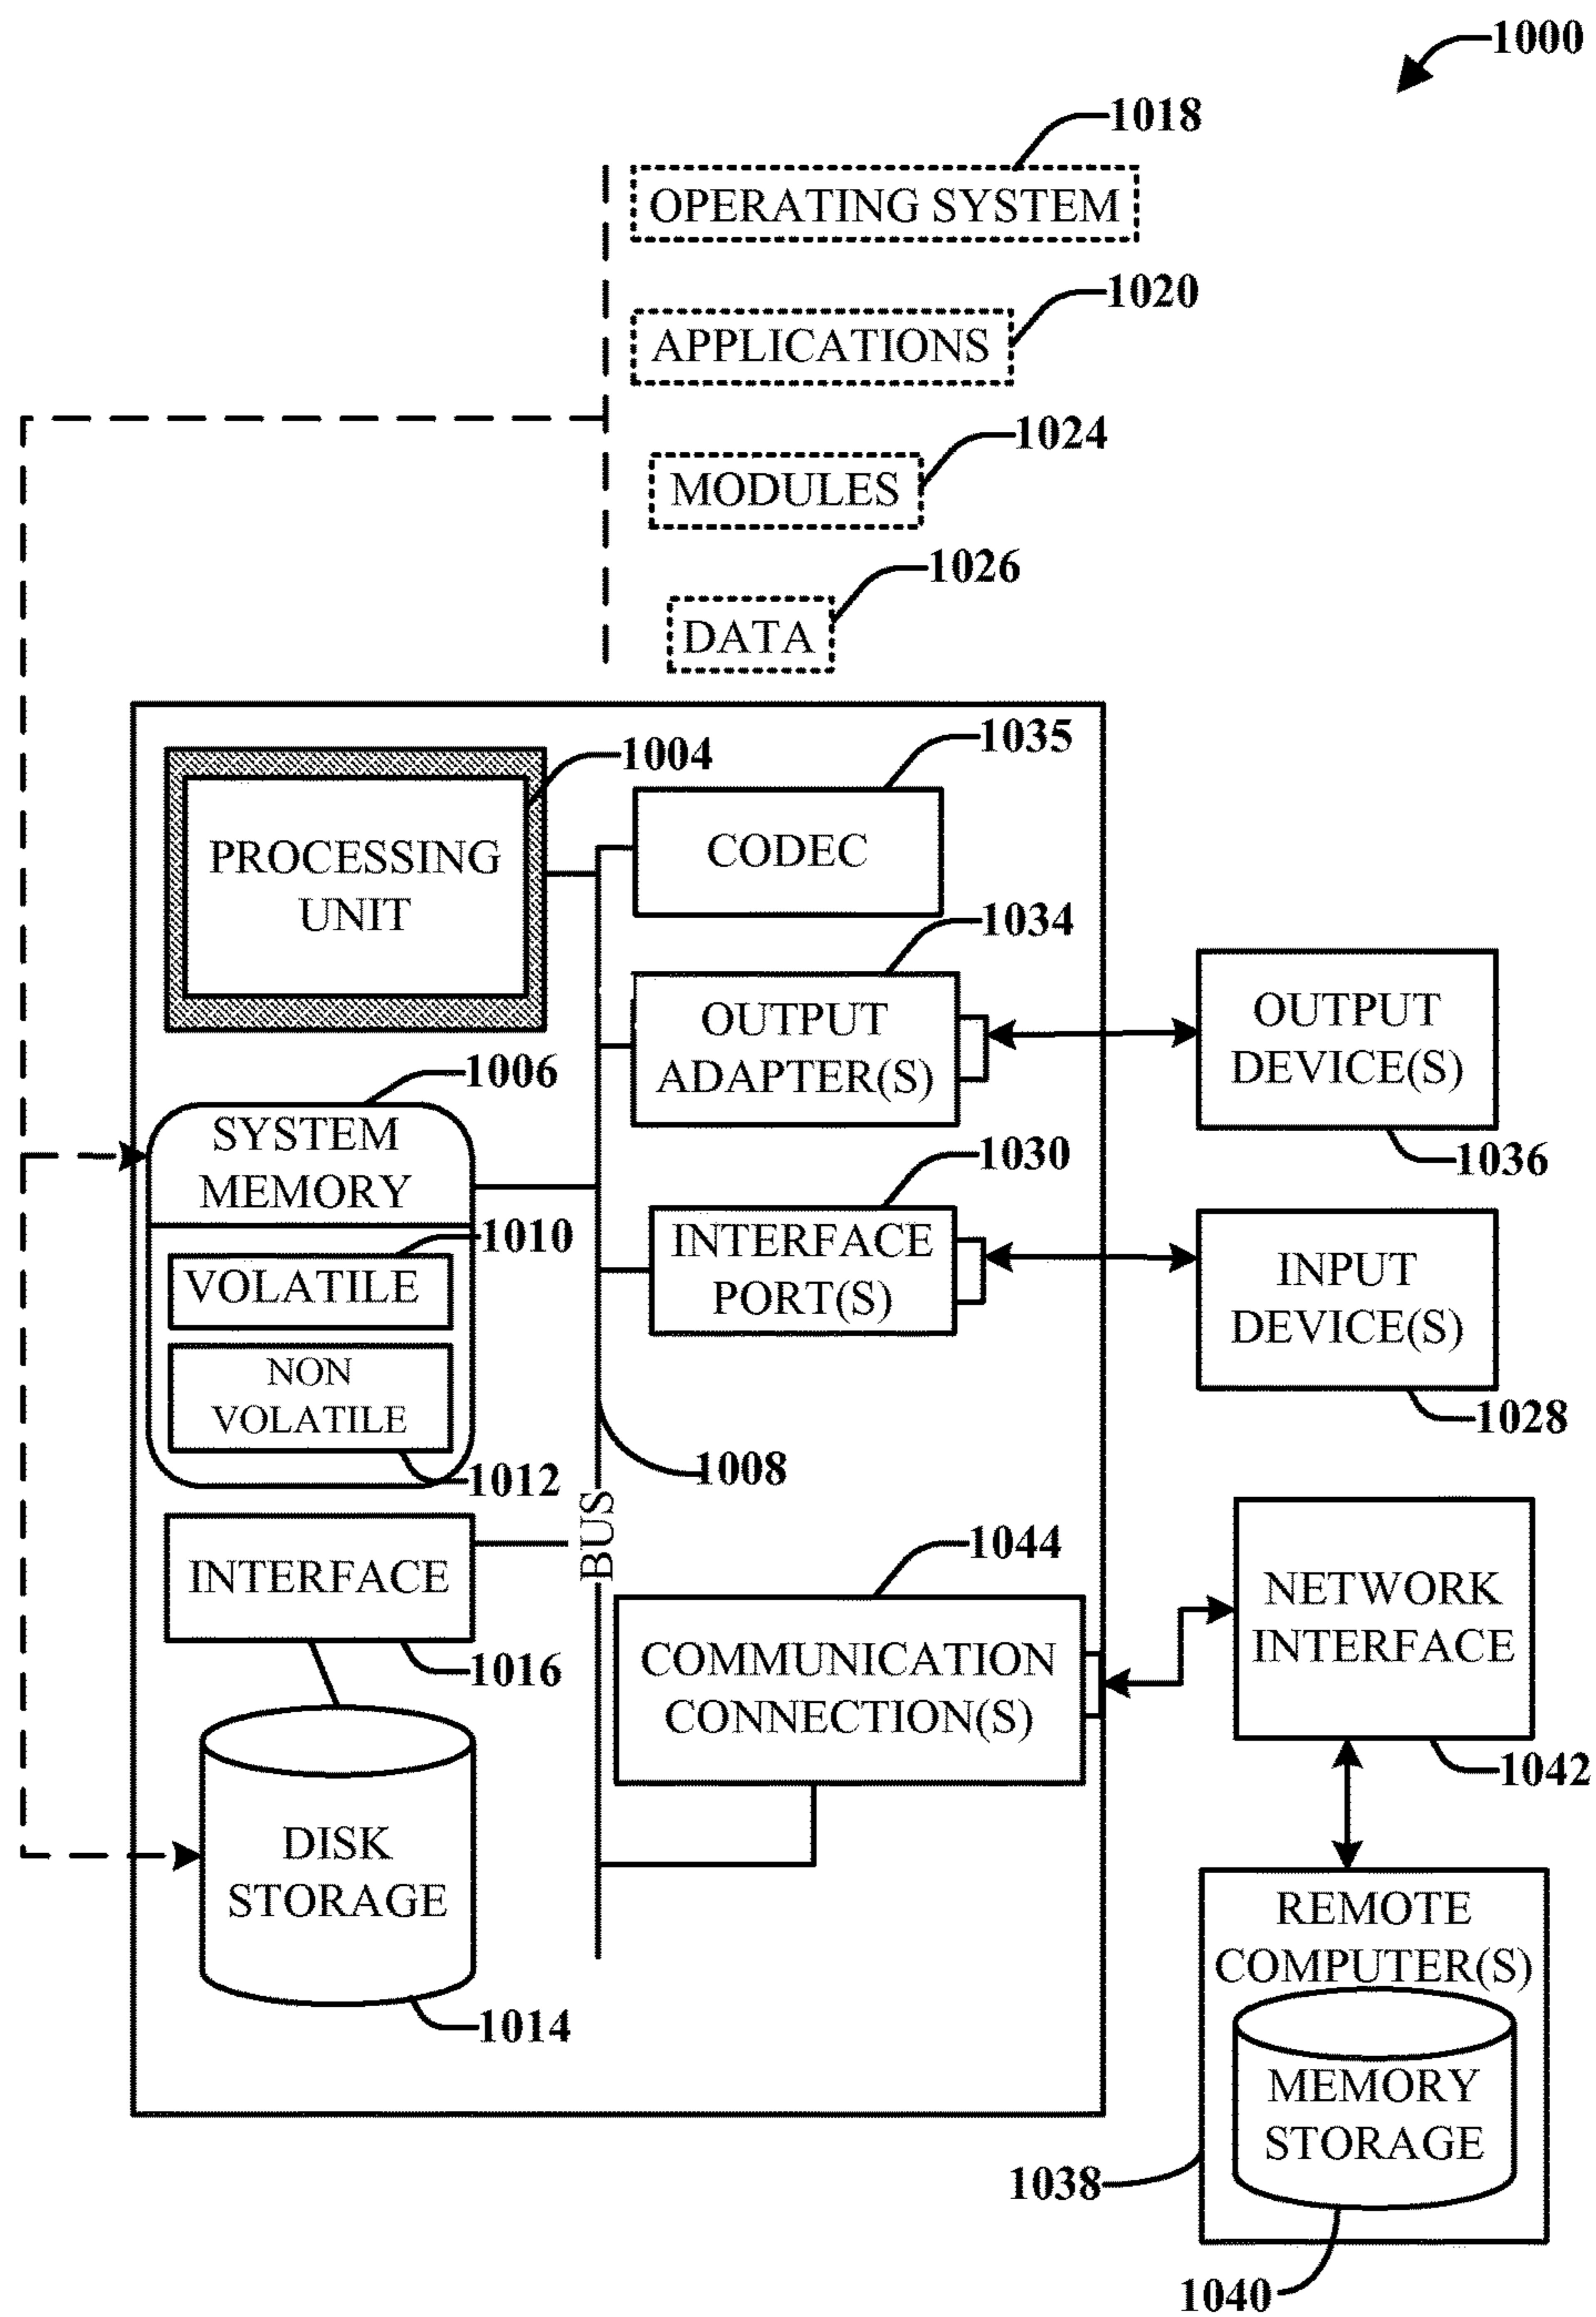 1000
1018
OPERATING SYSTEM
1020
APPLICATIONS
1024
MODULES
1026
DATA
1035
1004
CODEC
PROCESSING
UNIT
1034
OUTPUT
ADAPTER(S)
OUTPUT
DEVICE(S)
1036
1006
SYSTEM
MEMORY
1030
1010
INTERFACE
PORT(S)
VOLATILE
INPUT
DEVICE(S)
1028
NON
VOLATILE
1012
1008
BUS
1044
INTERFACE
1016
COMMUNICATION
CONNECTION(S)
NETWORK
INTERFACE
1042
DISK
STORAGE
1014
REMOTE
COMPUTER(S)
MEMORY
STORAGE
1038
1040